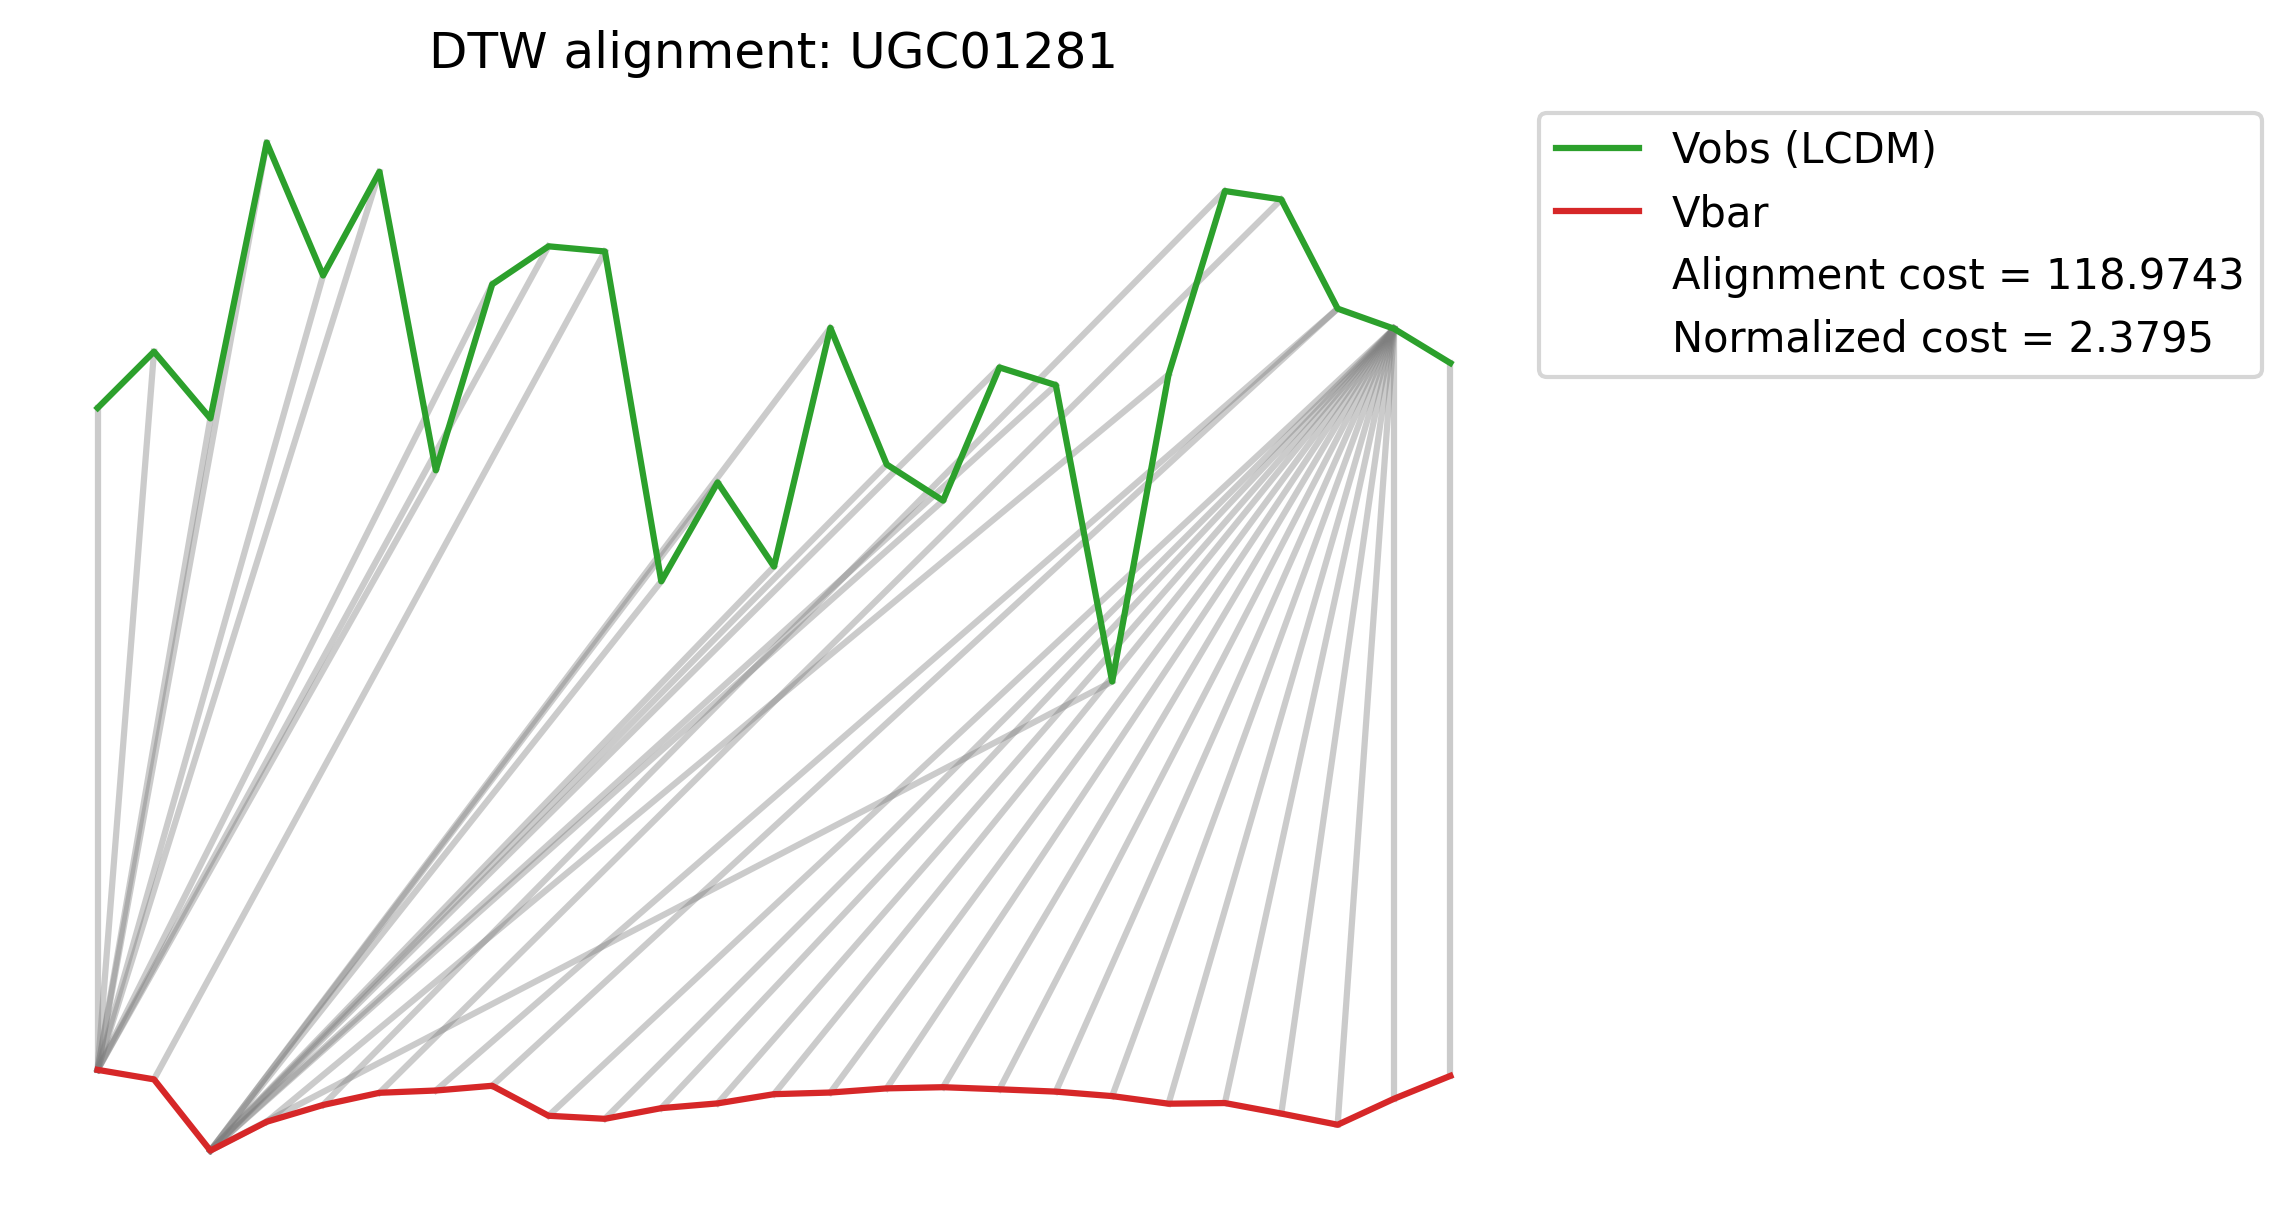 DTW alignment: UGC01281
Vobs (LCDM)
Vbar
Alignment cost = 118.9743
Normalized cost = 2.3795